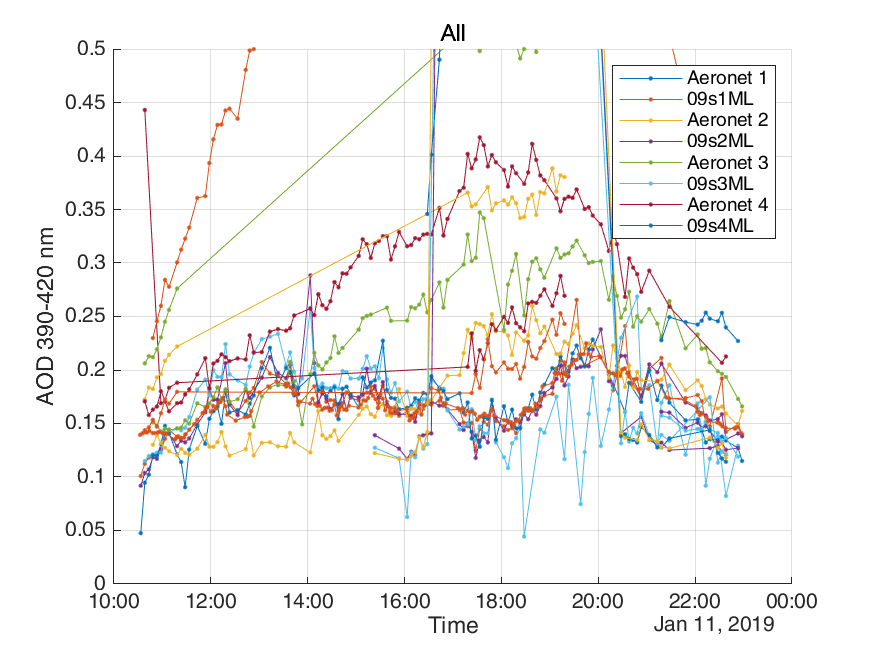 All
0.5
0.45
0.4
0.35
0.3
0.25
0.2
0.15
0.1
0.05
0
AOD 390-420 nm
Aeronet 1
09s1ML
Aeronet 2
09s2ML
Aeronet 3
09s3ML
Aeronet 4
09s4ML
10:00 12:00 14:00 16:00 18:00 20:00 22:00 00:00
Time
Jan 11, 2019